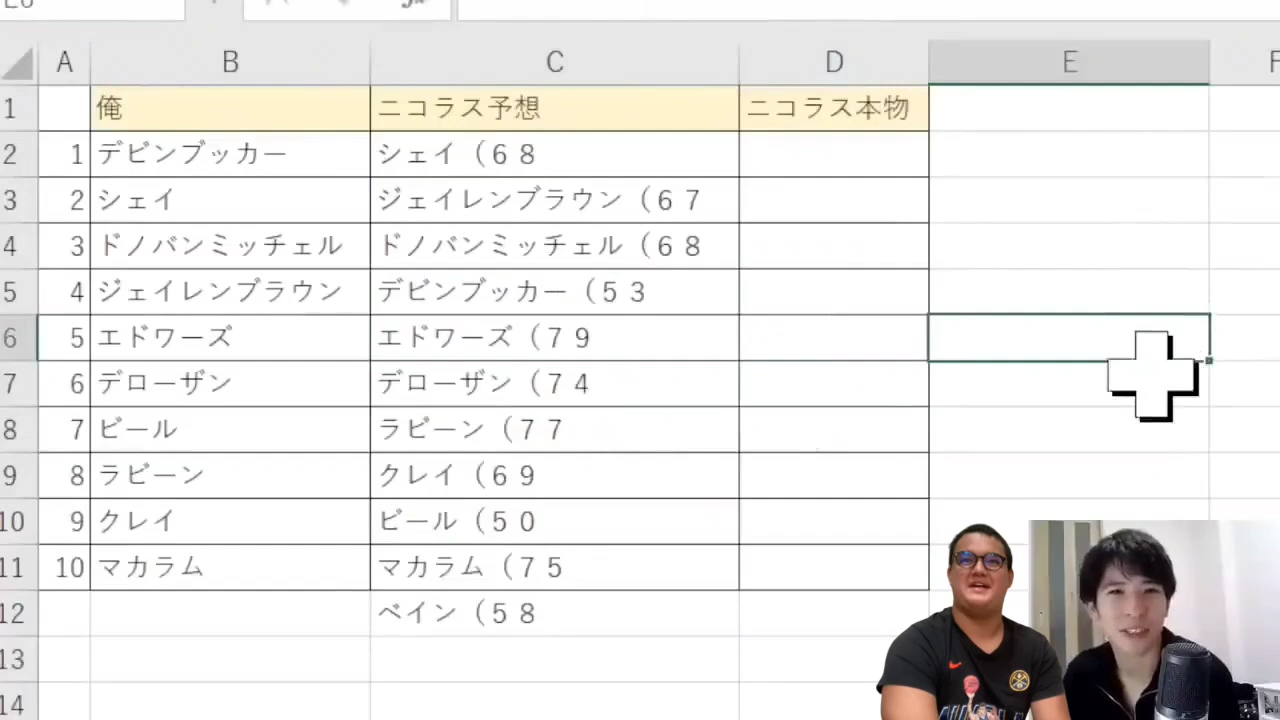 A B C D E F
1 俺 ニコラス予想 ニコラス本物
2 1 デビンブッカー シェイ（６８
3 2 シェイ ジェイレンブラウン（６７
4 3 ドノバンミッチェル ドノバンミッチェル（６８
5 4 ジェイレンブラウン デビンブッカー（５３
6 5 エドワーズ エドワーズ（７９
7 6 デローザン デローザン（７４
8 7 ビール ラビーン（７７
9 8 ラビーン クレイ（６９
10 9 クレイ ビール（５０
11 10 マカラム マカラム（７５
12 ベイン（５８
13
14